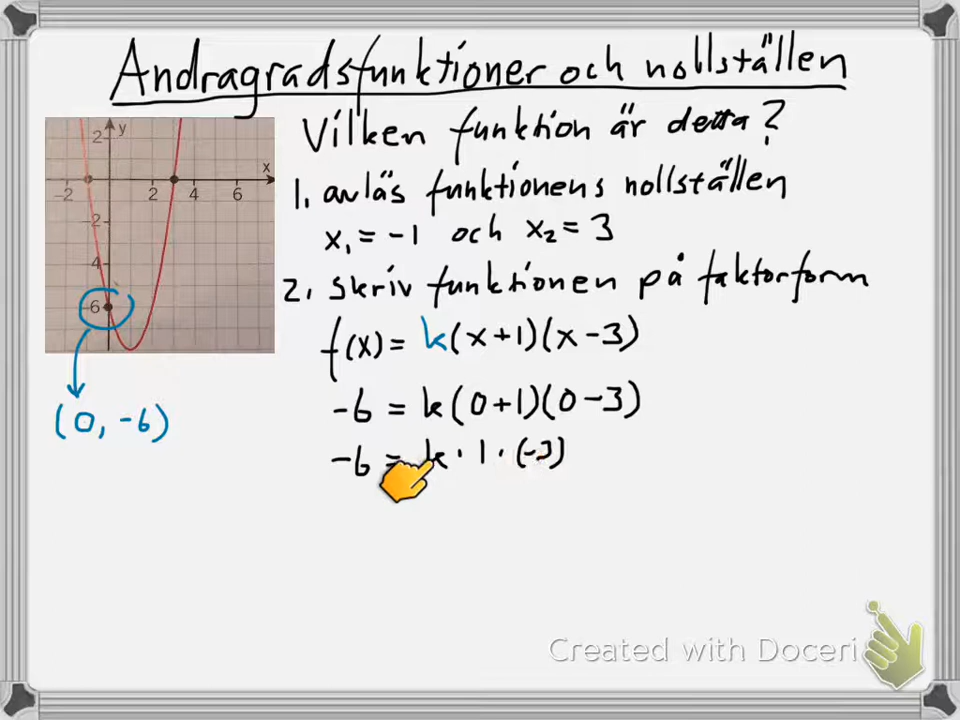 Andragradsfunktioner och nollställen
Vilken funktion är detta?
1. avläs funktionens nollställen
x₁ = -1 och x₂ = 3
2. skriv funktionen på faktorform
f(x) = k(x+1)(x-3)
-6 = k(0+1)(0-3)
-6 = k · 1 · (-3)
y
2
x
-2 2 4 6
-2
4
-6
(0, -6)
Created with Doceri